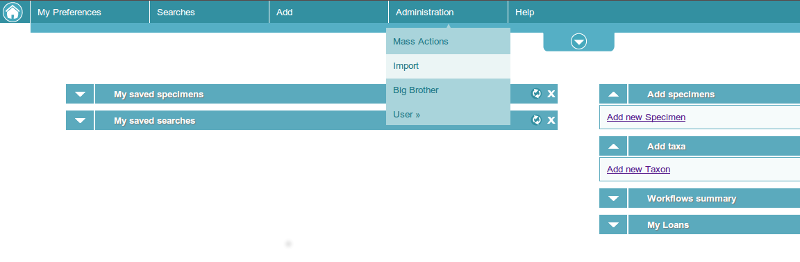 My Preferences
Searches
Add
Administration
Help
Mass Actions
Import
Big Brother
User »
My saved specimens
My saved searches
Add specimens
Add new Specimen
Add taxa
Add new Taxon
Workflows summary
My Loans